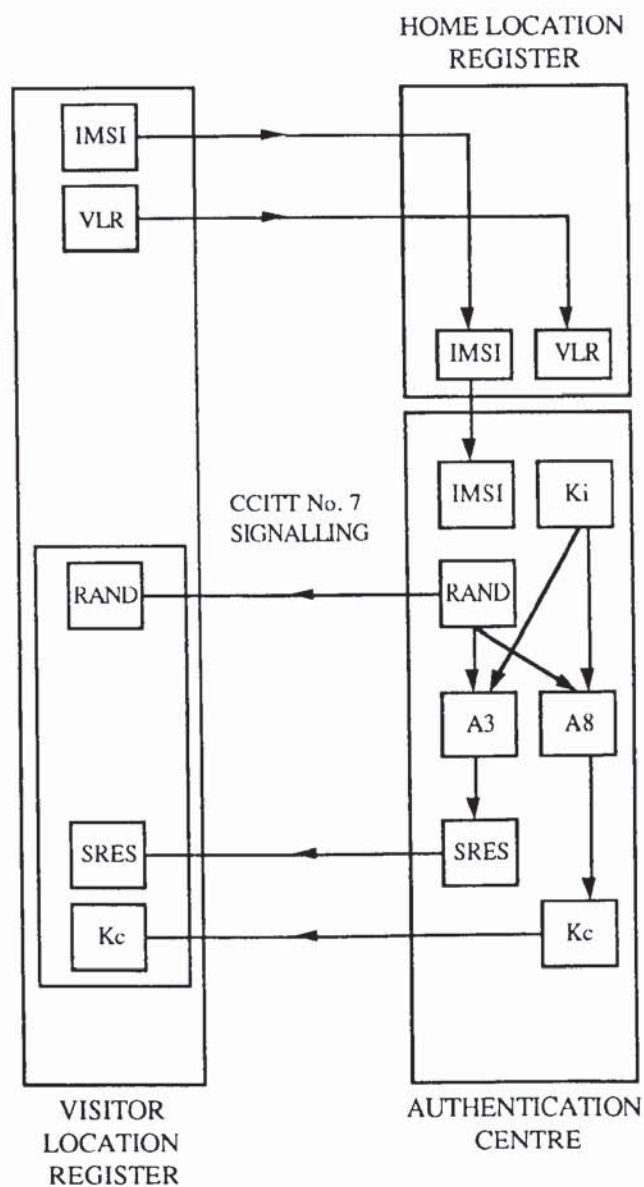 HOME LOCATION
REGISTER
IMSI
VLR
IMSI
VLR
IMSI
Ki
CCITT No. 7
SIGNALLING
RAND
RAND
A3
A8
SRES
SRES
Kc
Kc
VISITOR
LOCATION
REGISTER
AUTHENTICATION
CENTRE